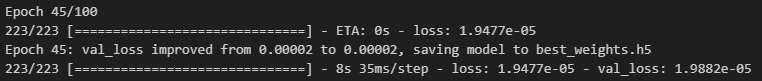 Epoch 45/100
223/223 [==============================] - ETA: 0s - loss: 1.9477e-05
Epoch 45: val_loss improved from 0.00002 to 0.00002, saving model to best_weights.h5
223/223 [==============================] - 8s 35ms/step - loss: 1.9477e-05 - val_loss: 1.9882e-05